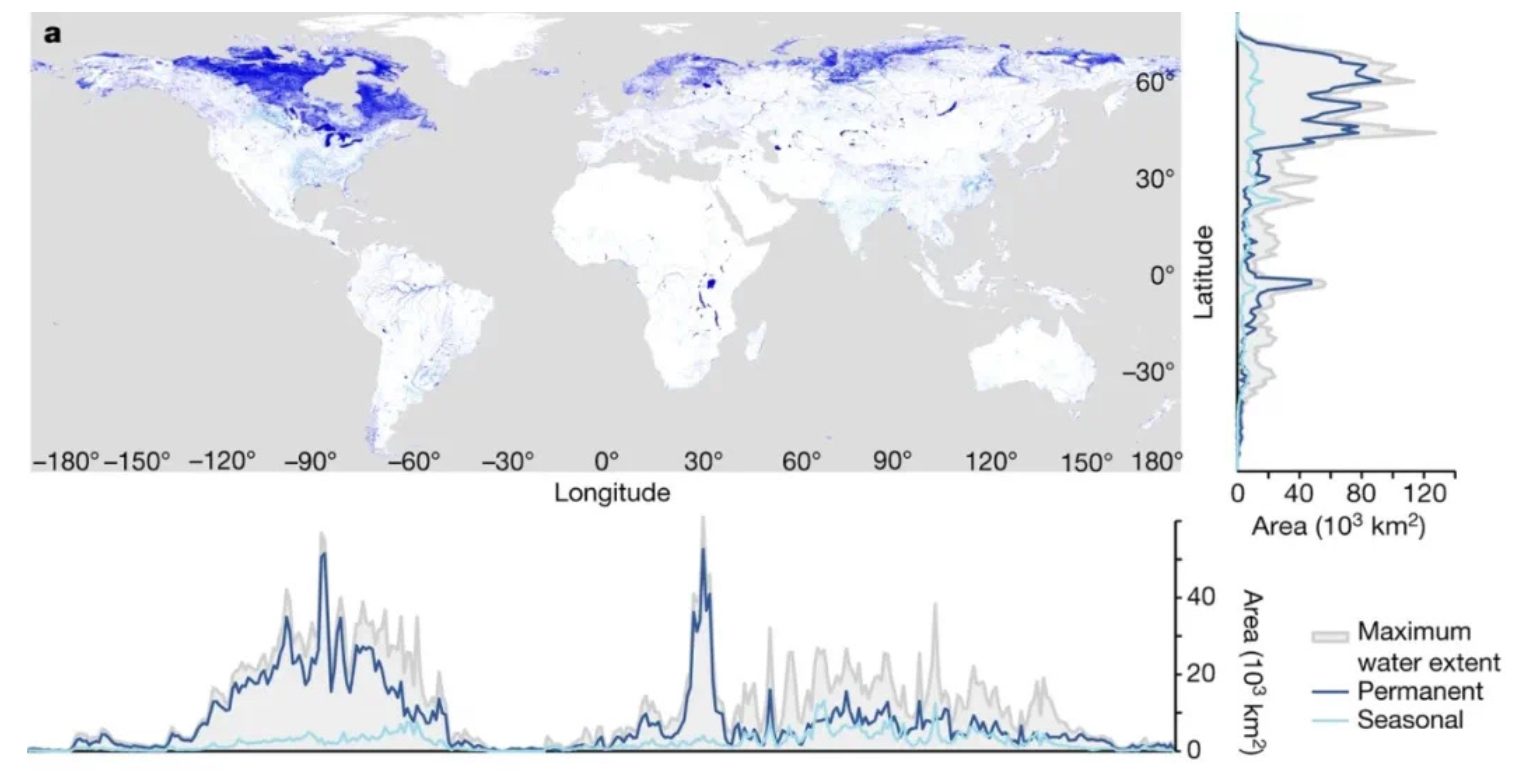 a
60°
30°
0°
−30°
Latitude
−180° −150° −120° −90° −60° −30° 0° 30° 60° 90° 120° 150° 180°
Longitude
0 40 80 120
Area (10³ km²)
40
20
0
Area (10³ km²)
Maximum
water extent
Permanent
Seasonal